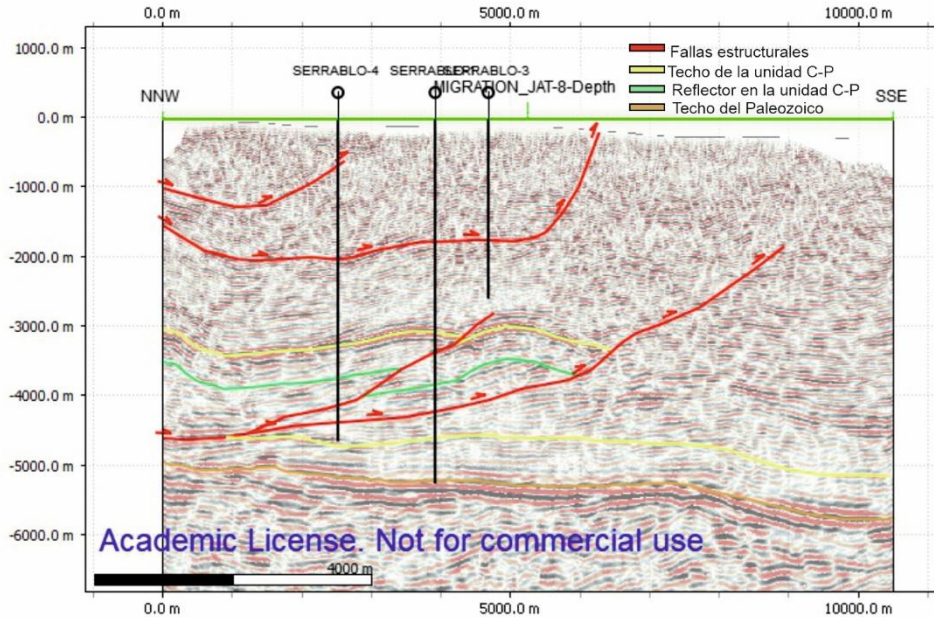 0.0 m 5000.0 m 10000.0 m
1000.0 m
Fallas estructurales
Techo de la unidad C-P
Reflector en la unidad C-P
Techo del Paleozoico
SERRABLO-4 SERRABLO-3
MIGRATION_JAT-8-Depth
NNW SSE
0.0 m
-1000.0 m
-2000.0 m
-3000.0 m
-4000.0 m
-5000.0 m
-6000.0 m
Academic License. Not for commercial use
4000 m
0.0 m 5000.0 m 10000.0 m